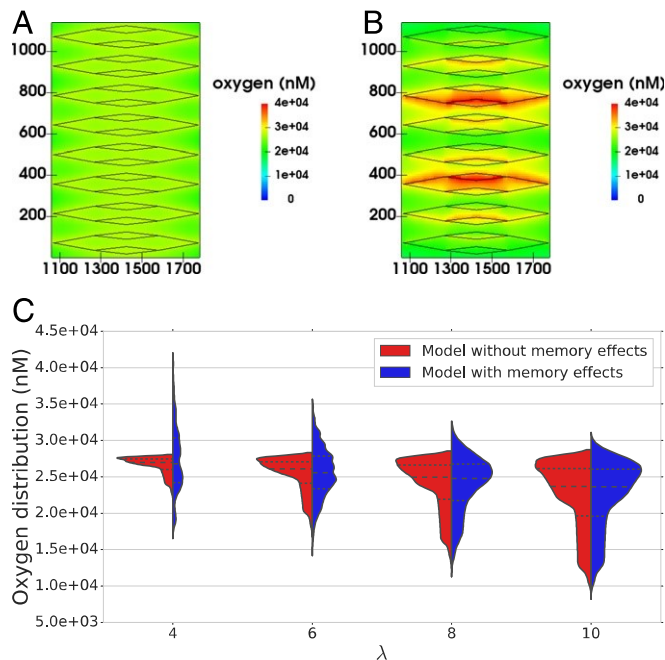 A
B
1000
800
600
400
200
1100 1300 1500 1700
oxygen (nM)
4e+04
3e+04
2e+04
1e+04
0
1000
800
600
400
200
1100 1300 1500 1700
oxygen (nM)
4e+04
3e+04
2e+04
1e+04
0
C
4.5e+04
4.0e+04
3.5e+04
3.0e+04
2.5e+04
2.0e+04
1.5e+04
1.0e+04
5.0e+03
Oxygen distribution (nM)
Model without memory effects
Model with memory effects
4 6 8 10
λ